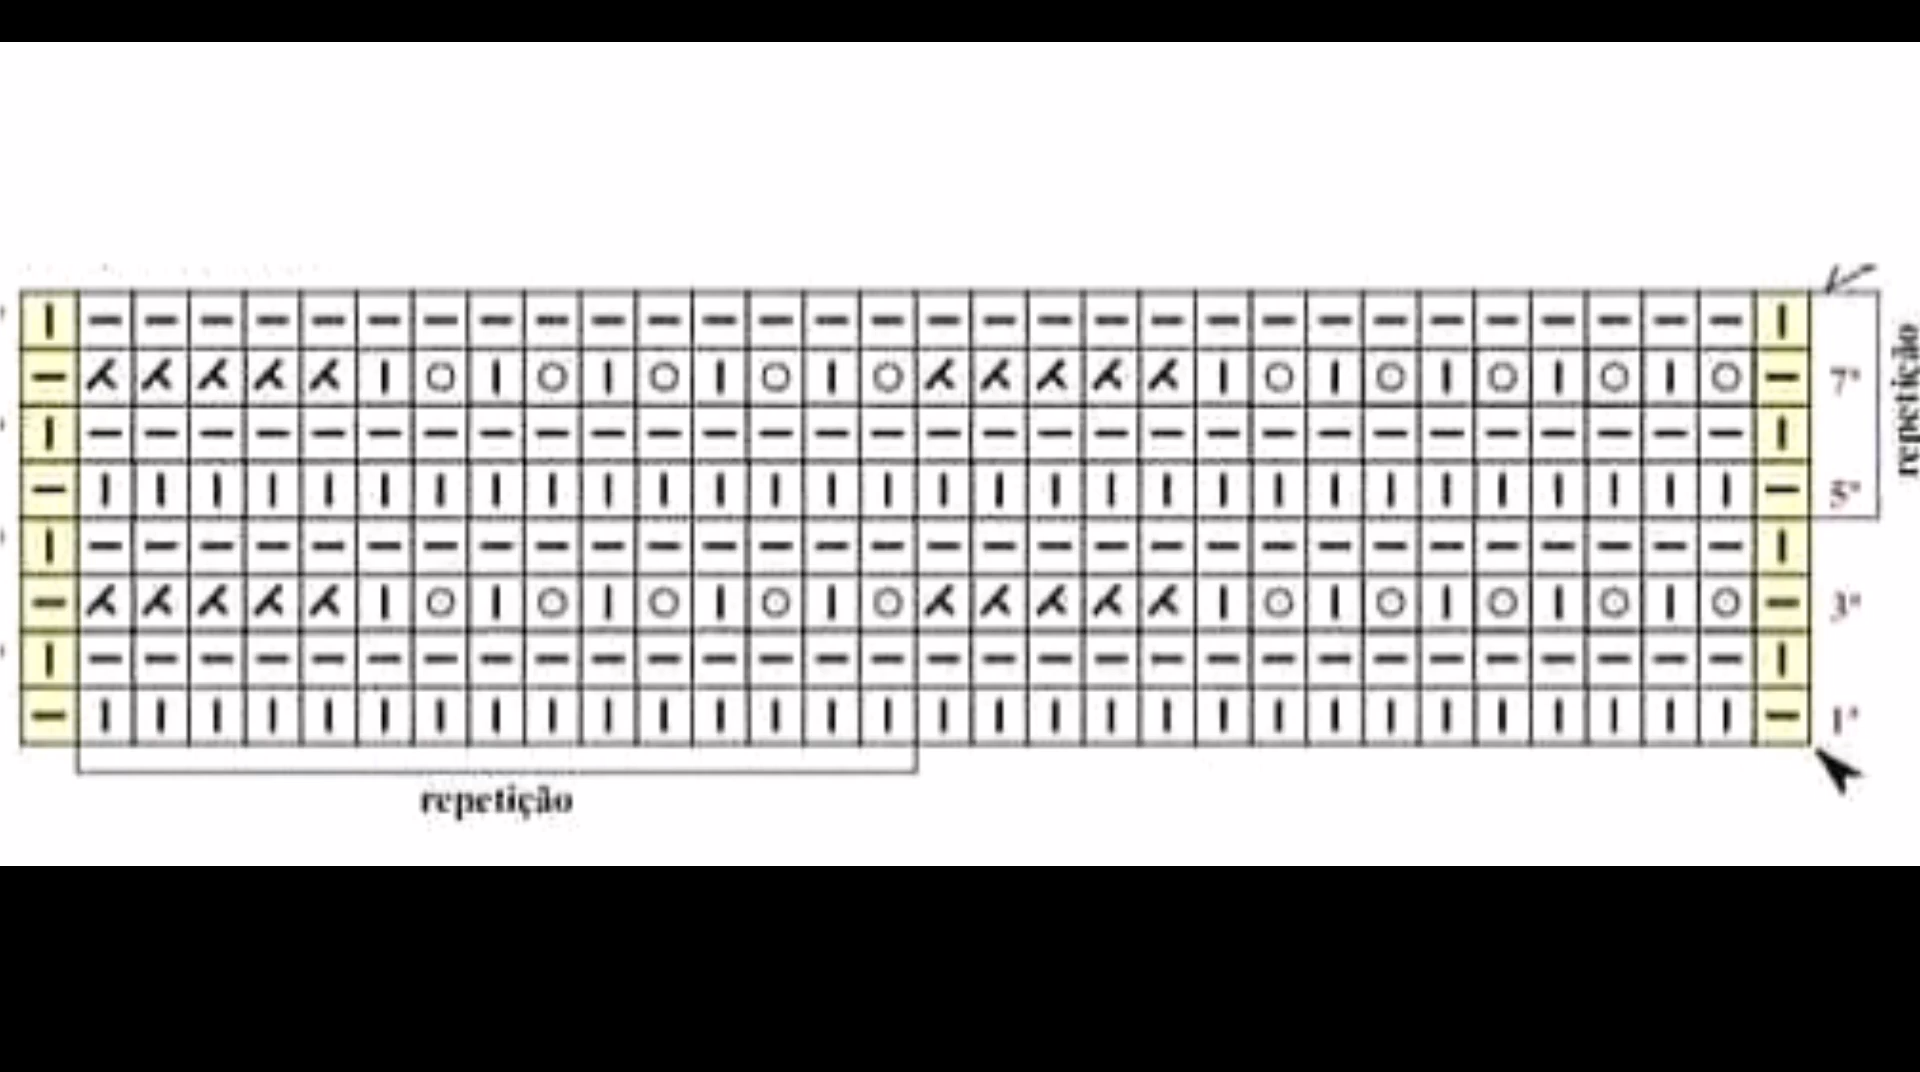 repetição
7ª
5ª
3ª
1ª
repetição